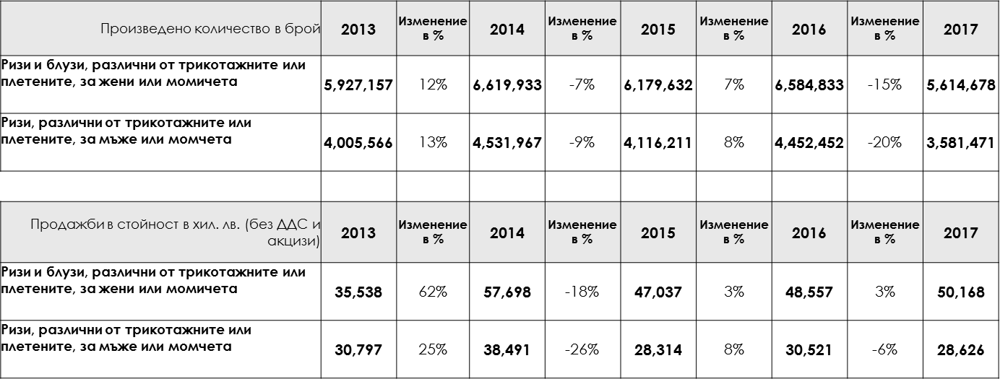 Произведено количество в брой 2013 Изменение в % 2014 Изменение в % 2015 Изменение в % 2016 Изменение в % 2017
Ризи и блузи, различни от трикотажните или
плетените, за жени или момичета 5,927,157 12% 6,619,933 -7% 6,179,632 7% 6,584,833 -15% 5,614,678
Ризи, различни от трикотажните или
плетените, за мъже или момчета 4,005,566 13% 4,531,967 -9% 4,116,211 8% 4,452,452 -20% 3,581,471
Продажби в стойност в хил. лв. (без ДДС и
акцизи) 2013 Изменение в % 2014 Изменение в % 2015 Изменение в % 2016 Изменение в % 2017
Ризи и блузи, различни от трикотажните или
плетените, за жени или момичета 35,538 62% 57,698 -18% 47,037 3% 48,557 3% 50,168
Ризи, различни от трикотажните или
плетените, за мъже или момчета 30,797 25% 38,491 -26% 28,314 8% 30,521 -6% 28,626